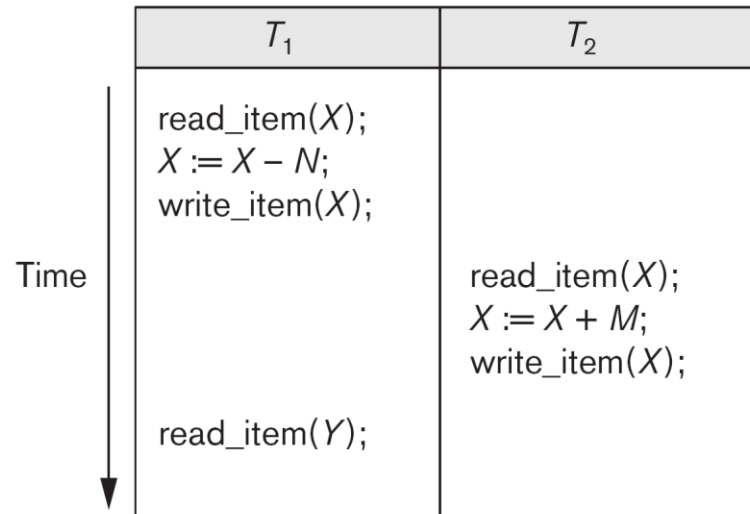 T₁
T₂
read_item(X);
X := X – N;
write_item(X);
Time
read_item(X);
X := X + M;
write_item(X);
read_item(Y);